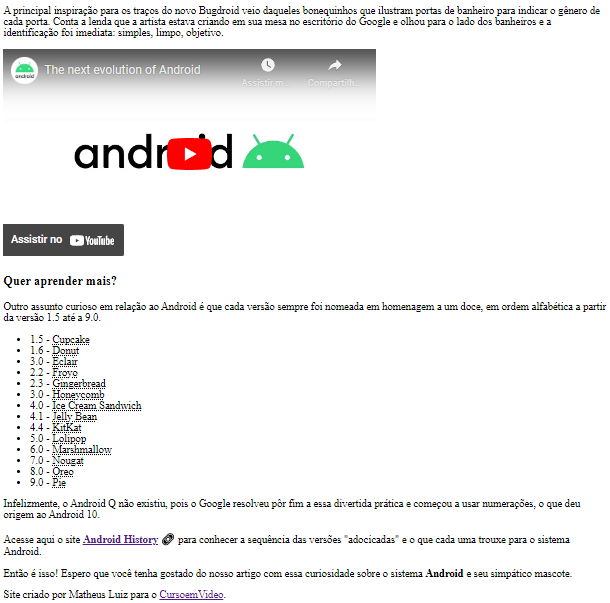 A principal inspiração para os traços do novo Bugdroid veio daqueles bonequinhos que ilustram portas de banheiro para indicar o gênero de
cada porta. Conta a lenda que a artista estava criando em sua mesa no escritório do Google e olhou para o lado dos banheiros e a
identificação foi imediata: simples, limpo, objetivo.
android
The next evolution of Android
Assistir m...
Compartilh...
android
Assistir no YouTube
Quer aprender mais?
Outro assunto curioso em relação ao Android é que cada versão sempre foi nomeada em homenagem a um doce, em ordem alfabética a partir
da versão 1.5 até a 9.0.
• 1.5 - Cupcake
• 1.6 - Donut
• 3.0 - Eclair
• 2.2 - Froyo
• 2.3 - Gingerbread
• 3.0 - Honeycomb
• 4.0 - Ice Cream Sandwich
• 4.1 - Jelly Bean
• 4.4 - KitKat
• 5.0 - Lolipop
• 6.0 - Marshmallow
• 7.0 - Nougat
• 8.0 - Oreo
• 9.0 - Pie
Infelizmente, o Android Q não existiu, pois o Google resolveu pôr fim a essa divertida prática e começou a usar numerações, o que deu
origem ao Android 10.
Acesse aqui o site Android History para conhecer a sequência das versões "adocicadas" e o que cada uma trouxe para o sistema
Android.
Então é isso! Espero que você tenha gostado do nosso artigo com essa curiosidade sobre o sistema Android e seu simpático mascote.
Site criado por Matheus Luiz para o CursoemVideo.